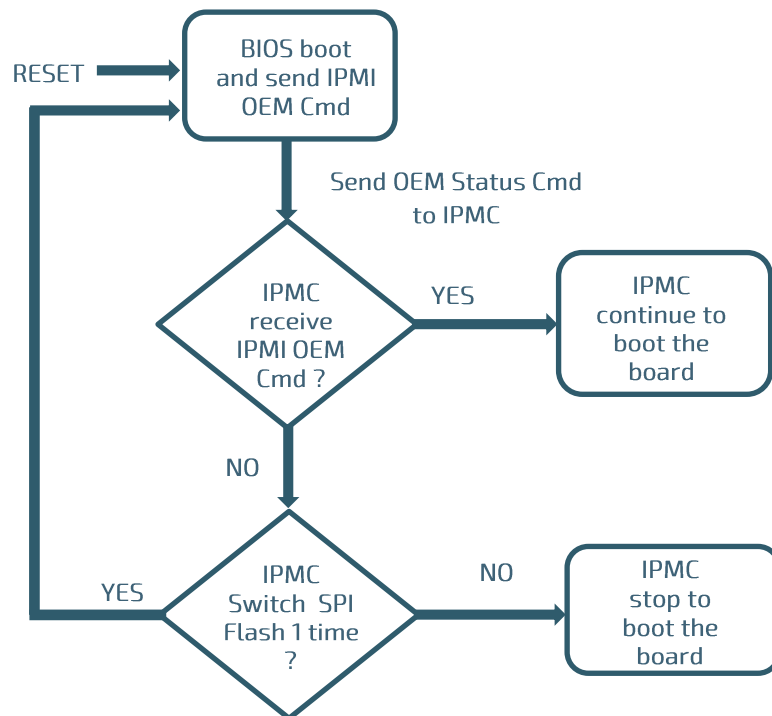 BIOS boot
and send IPMI
OEM Cmd
RESET
Send OEM Status Cmd
to IPMC
IPMC
receive
IPMI OEM
Cmd ?
YES
IPMC
continue to
boot the
board
NO
IPMC
Switch SPI
Flash 1 time
?
YES
NO
IPMC
stop to
boot the
board